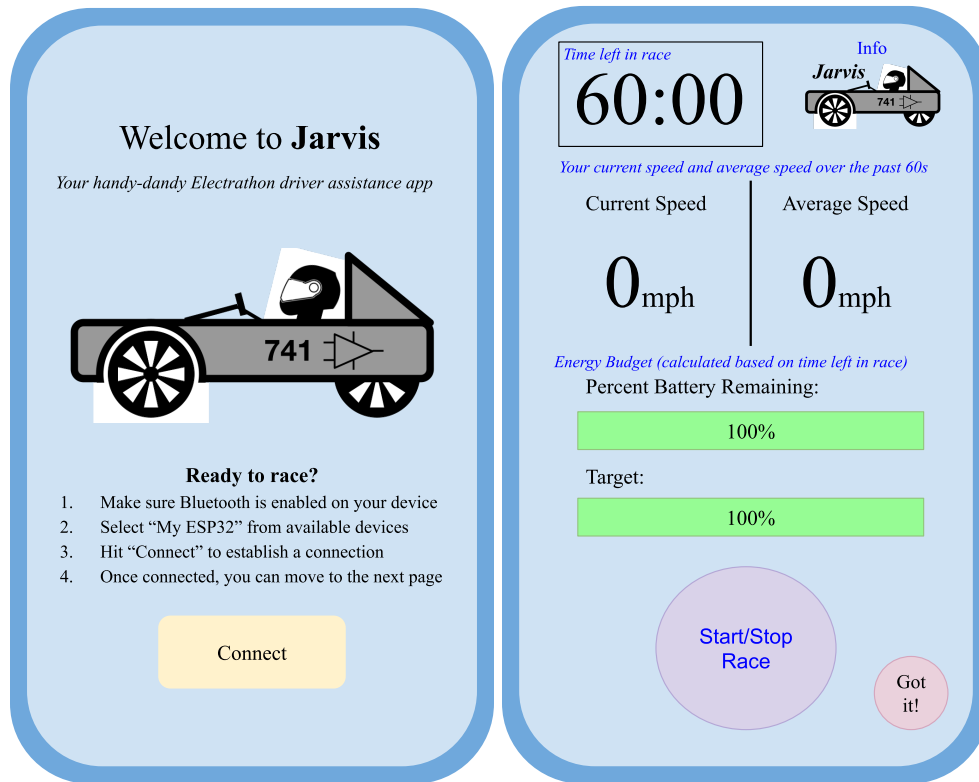 Welcome to Jarvis
Your handy-dandy Electrathon driver assistance app
741
Ready to race?
1. Make sure Bluetooth is enabled on your device
2. Select “My ESP32” from available devices
3. Hit “Connect” to establish a connection
4. Once connected, you can move to the next page
Connect
Time left in race
60:00
Info
Jarvis
741
Your current speed and average speed over the past 60s
Current Speed
Average Speed
0mph
0mph
Energy Budget (calculated based on time left in race)
Percent Battery Remaining:
100%
Target:
100%
Start/Stop
Race
Got
it!